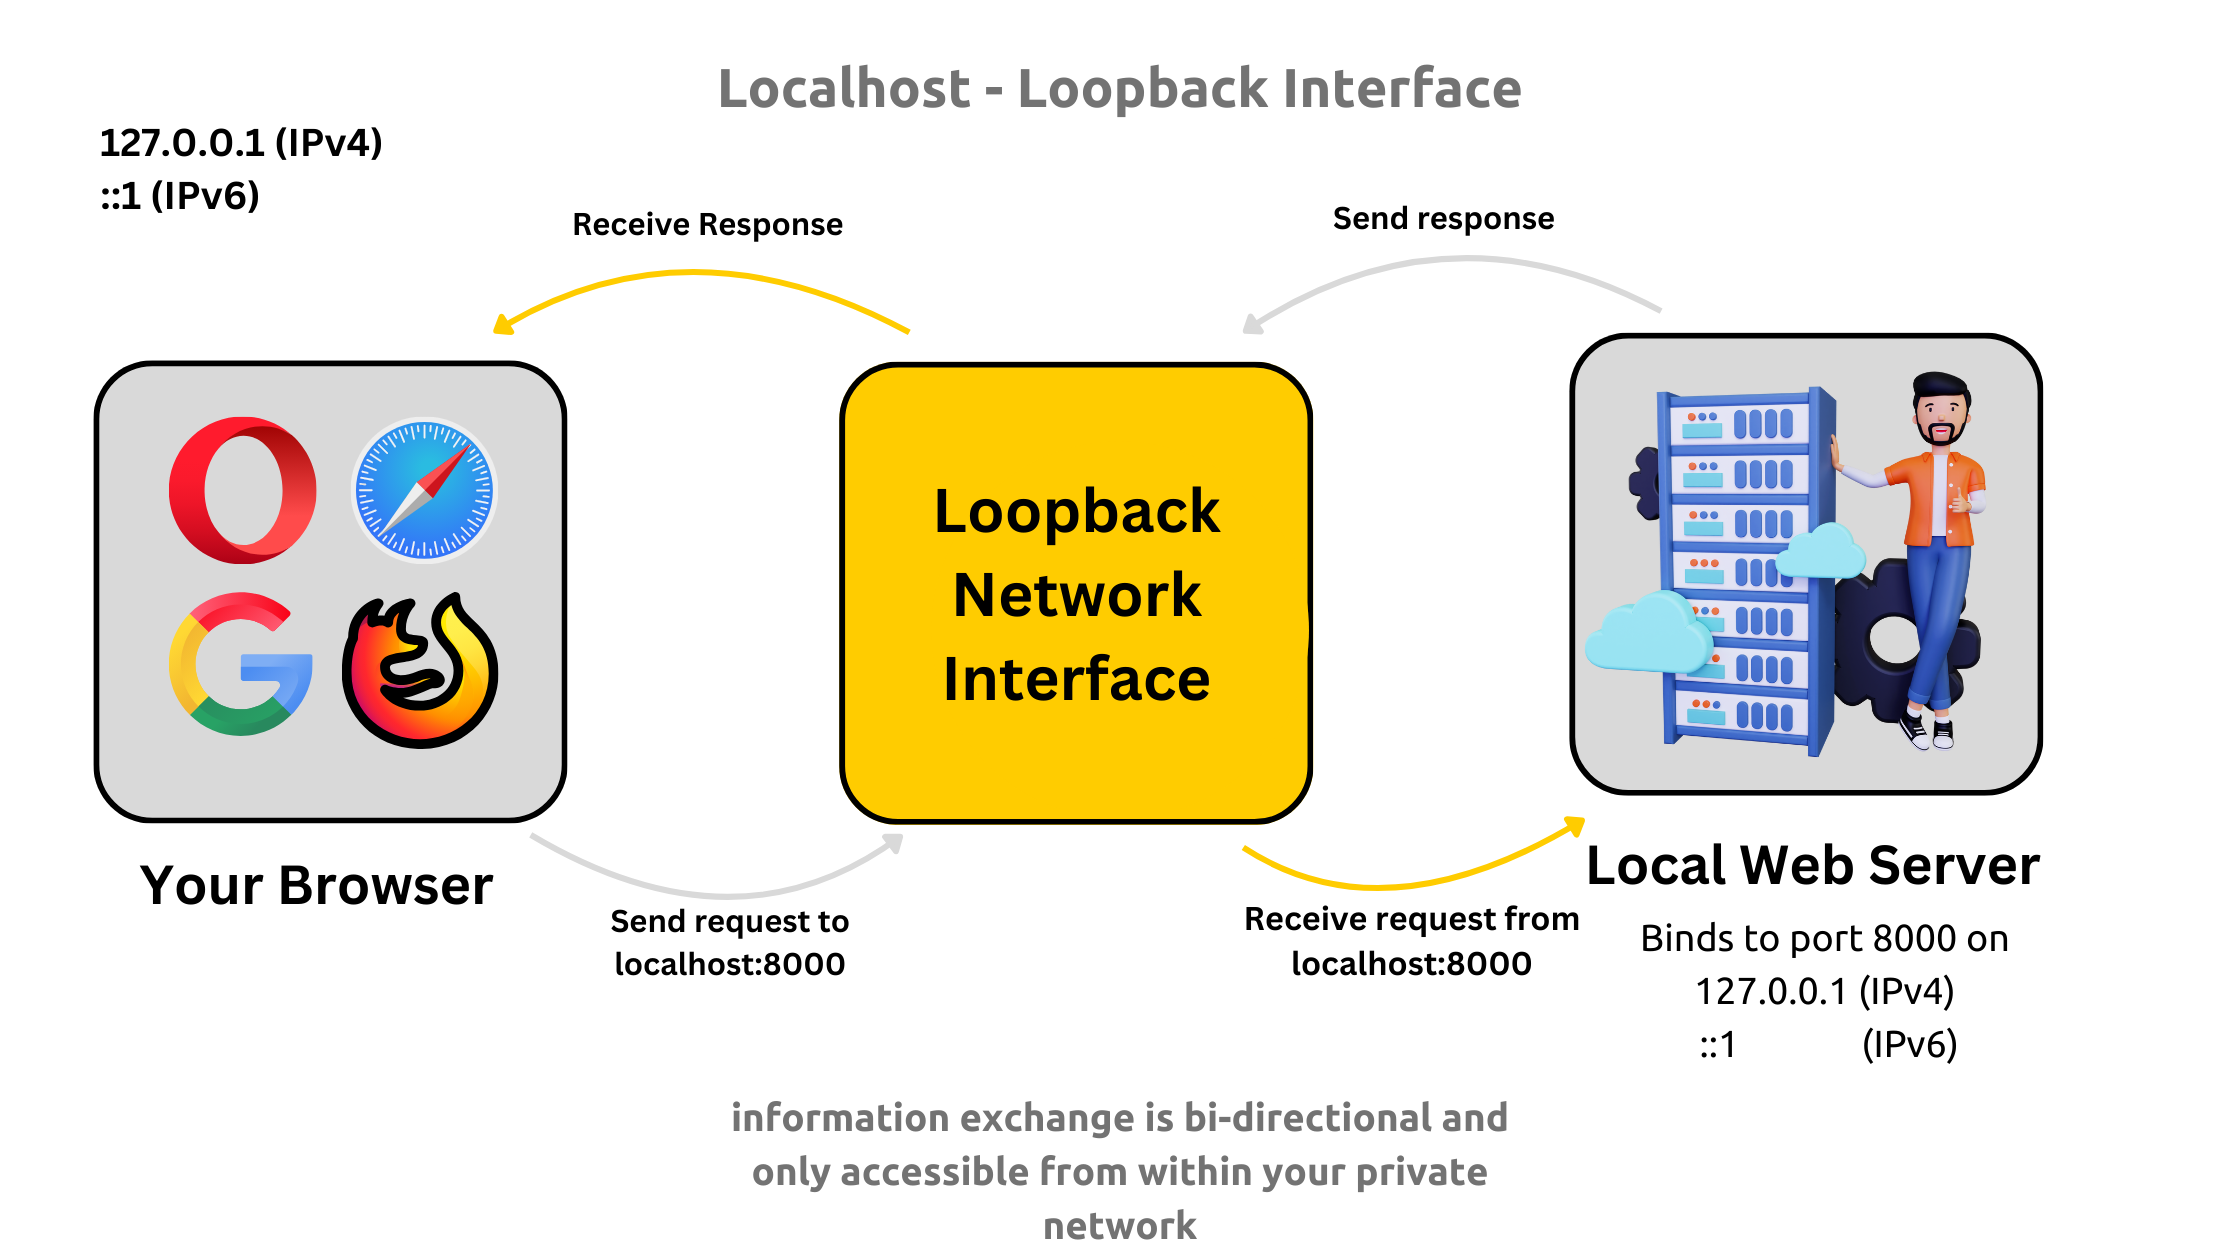 Localhost - Loopback Interface
127.0.0.1 (IPv4)
::1 (IPv6)
Receive Response
Send response
Loopback
Network
Interface
Your Browser
Send request to
localhost:8000
Receive request from
localhost:8000
Local Web Server
Binds to port 8000 on
127.0.0.1 (IPv4)
::1 (IPv6)
information exchange is bi-directional and
only accessible from within your private
network